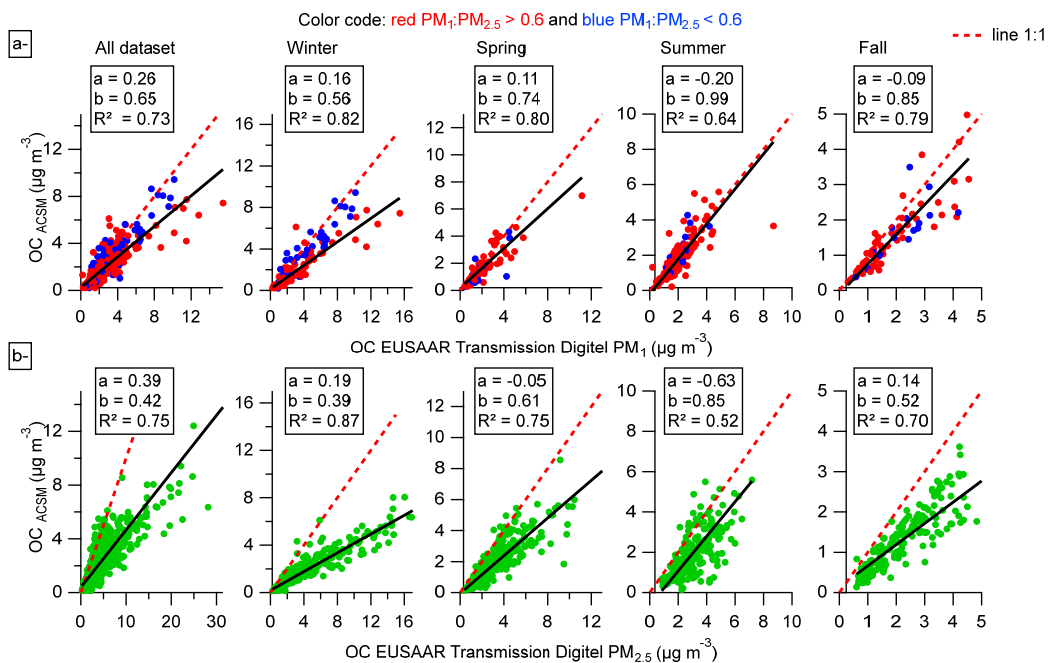 Color code: red PM1:PM2.5 > 0.6 and blue PM1:PM2.5 < 0.6
a-
line 1:1
All dataset
a = 0.26
b = 0.65
R² = 0.73
Winter
a = 0.16
b = 0.56
R² = 0.82
Spring
a = 0.11
b = 0.74
R² = 0.80
Summer
a = -0.20
b = 0.99
R² = 0.64
Fall
a = -0.09
b = 0.85
R² = 0.79
OC ACSM (µg m-3)
12
8
4
0
0 4 8 12
16
12
8
4
0
0 4 8 12 16
12
10
8
6
4
2
0
0 4 8 12
10
8
6
4
2
0
0 2 4 6 8 10
5
4
3
2
1
0
0 1 2 3 4 5
OC EUSAAR Transmission Digitel PM1 (µg m-3)
b-
a = 0.39
b = 0.42
R² = 0.75
a = 0.19
b = 0.39
R² = 0.87
a = -0.05
b = 0.61
R² = 0.75
a = -0.63
b =0.85
R² = 0.52
a = 0.14
b = 0.52
R² = 0.70
OC ACSM (µg m-3)
12
8
4
0
0 10 20 30
16
12
8
4
0
0 4 8 12 16
12
10
8
6
4
2
0
0 4 8 12
10
8
6
4
2
0
0 2 4 6 8 10
5
4
3
2
1
0
0 1 2 3 4 5
OC EUSAAR Transmission Digitel PM2.5 (µg m-3)